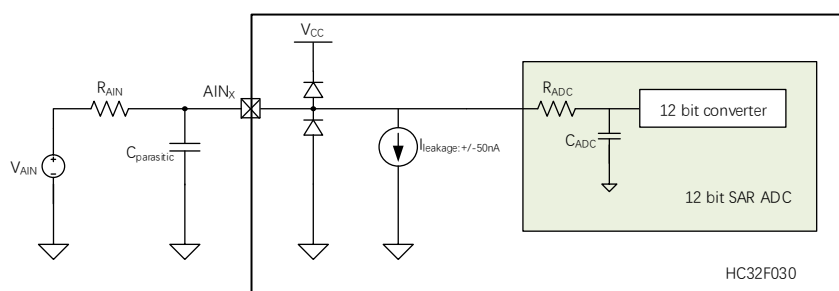 VCC
RAIN
AINX
RADC
12 bit converter
Cparasitic
Ileakage:+/-50nA
CADC
VAIN
12 bit SAR ADC
HC32F030